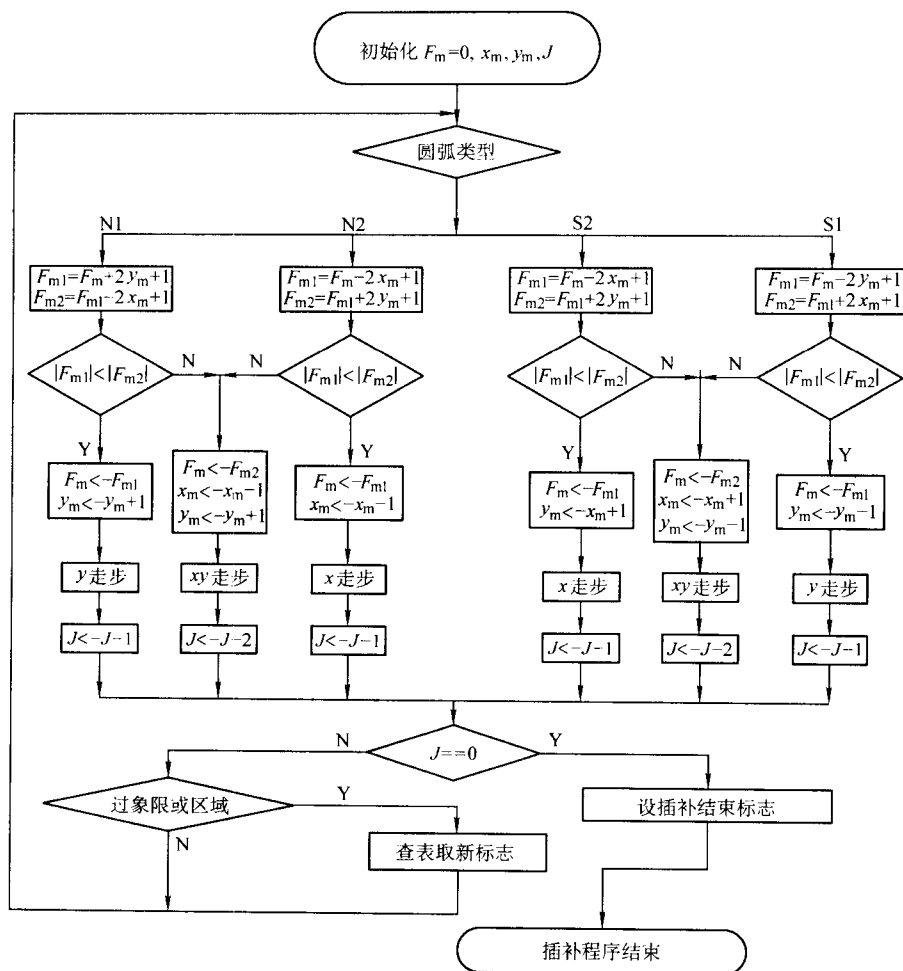 初始化 Fm=0, xm, ym, J
圆弧类型
N1
N2
S2
S1
Fm1=Fm+2ym+1
Fm2=Fm1-2xm+1
Fm1=Fm-2xm+1
Fm2=Fm1+2ym+1
Fm1=Fm-2xm+1
Fm2=Fm1+2ym+1
Fm1=Fm-2ym+1
Fm2=Fm1+2xm+1
|Fm1|<|Fm2|
N
N
|Fm1|<|Fm2|
|Fm1|<|Fm2|
N
N
|Fm1|<|Fm2|
Y
Y
Y
Y
Fm<-Fm1
ym<-ym+1
Fm<-Fm2
xm<-xm-1
ym<-ym+1
Fm<-Fm1
xm<-xm-1
Fm<-Fm1
ym<-xm+1
Fm<-Fm2
xm<-xm+1
ym<-ym-1
Fm<-Fm1
ym<-ym-1
y走步
xy走步
x走步
x走步
xy走步
y走步
J<-J-1
J<-J-2
J<-J-1
J<-J-1
J<-J-2
J<-J-1
N
J==0
Y
过象限或区域
Y
设插补结束标志
N
查表取新标志
插补程序结束